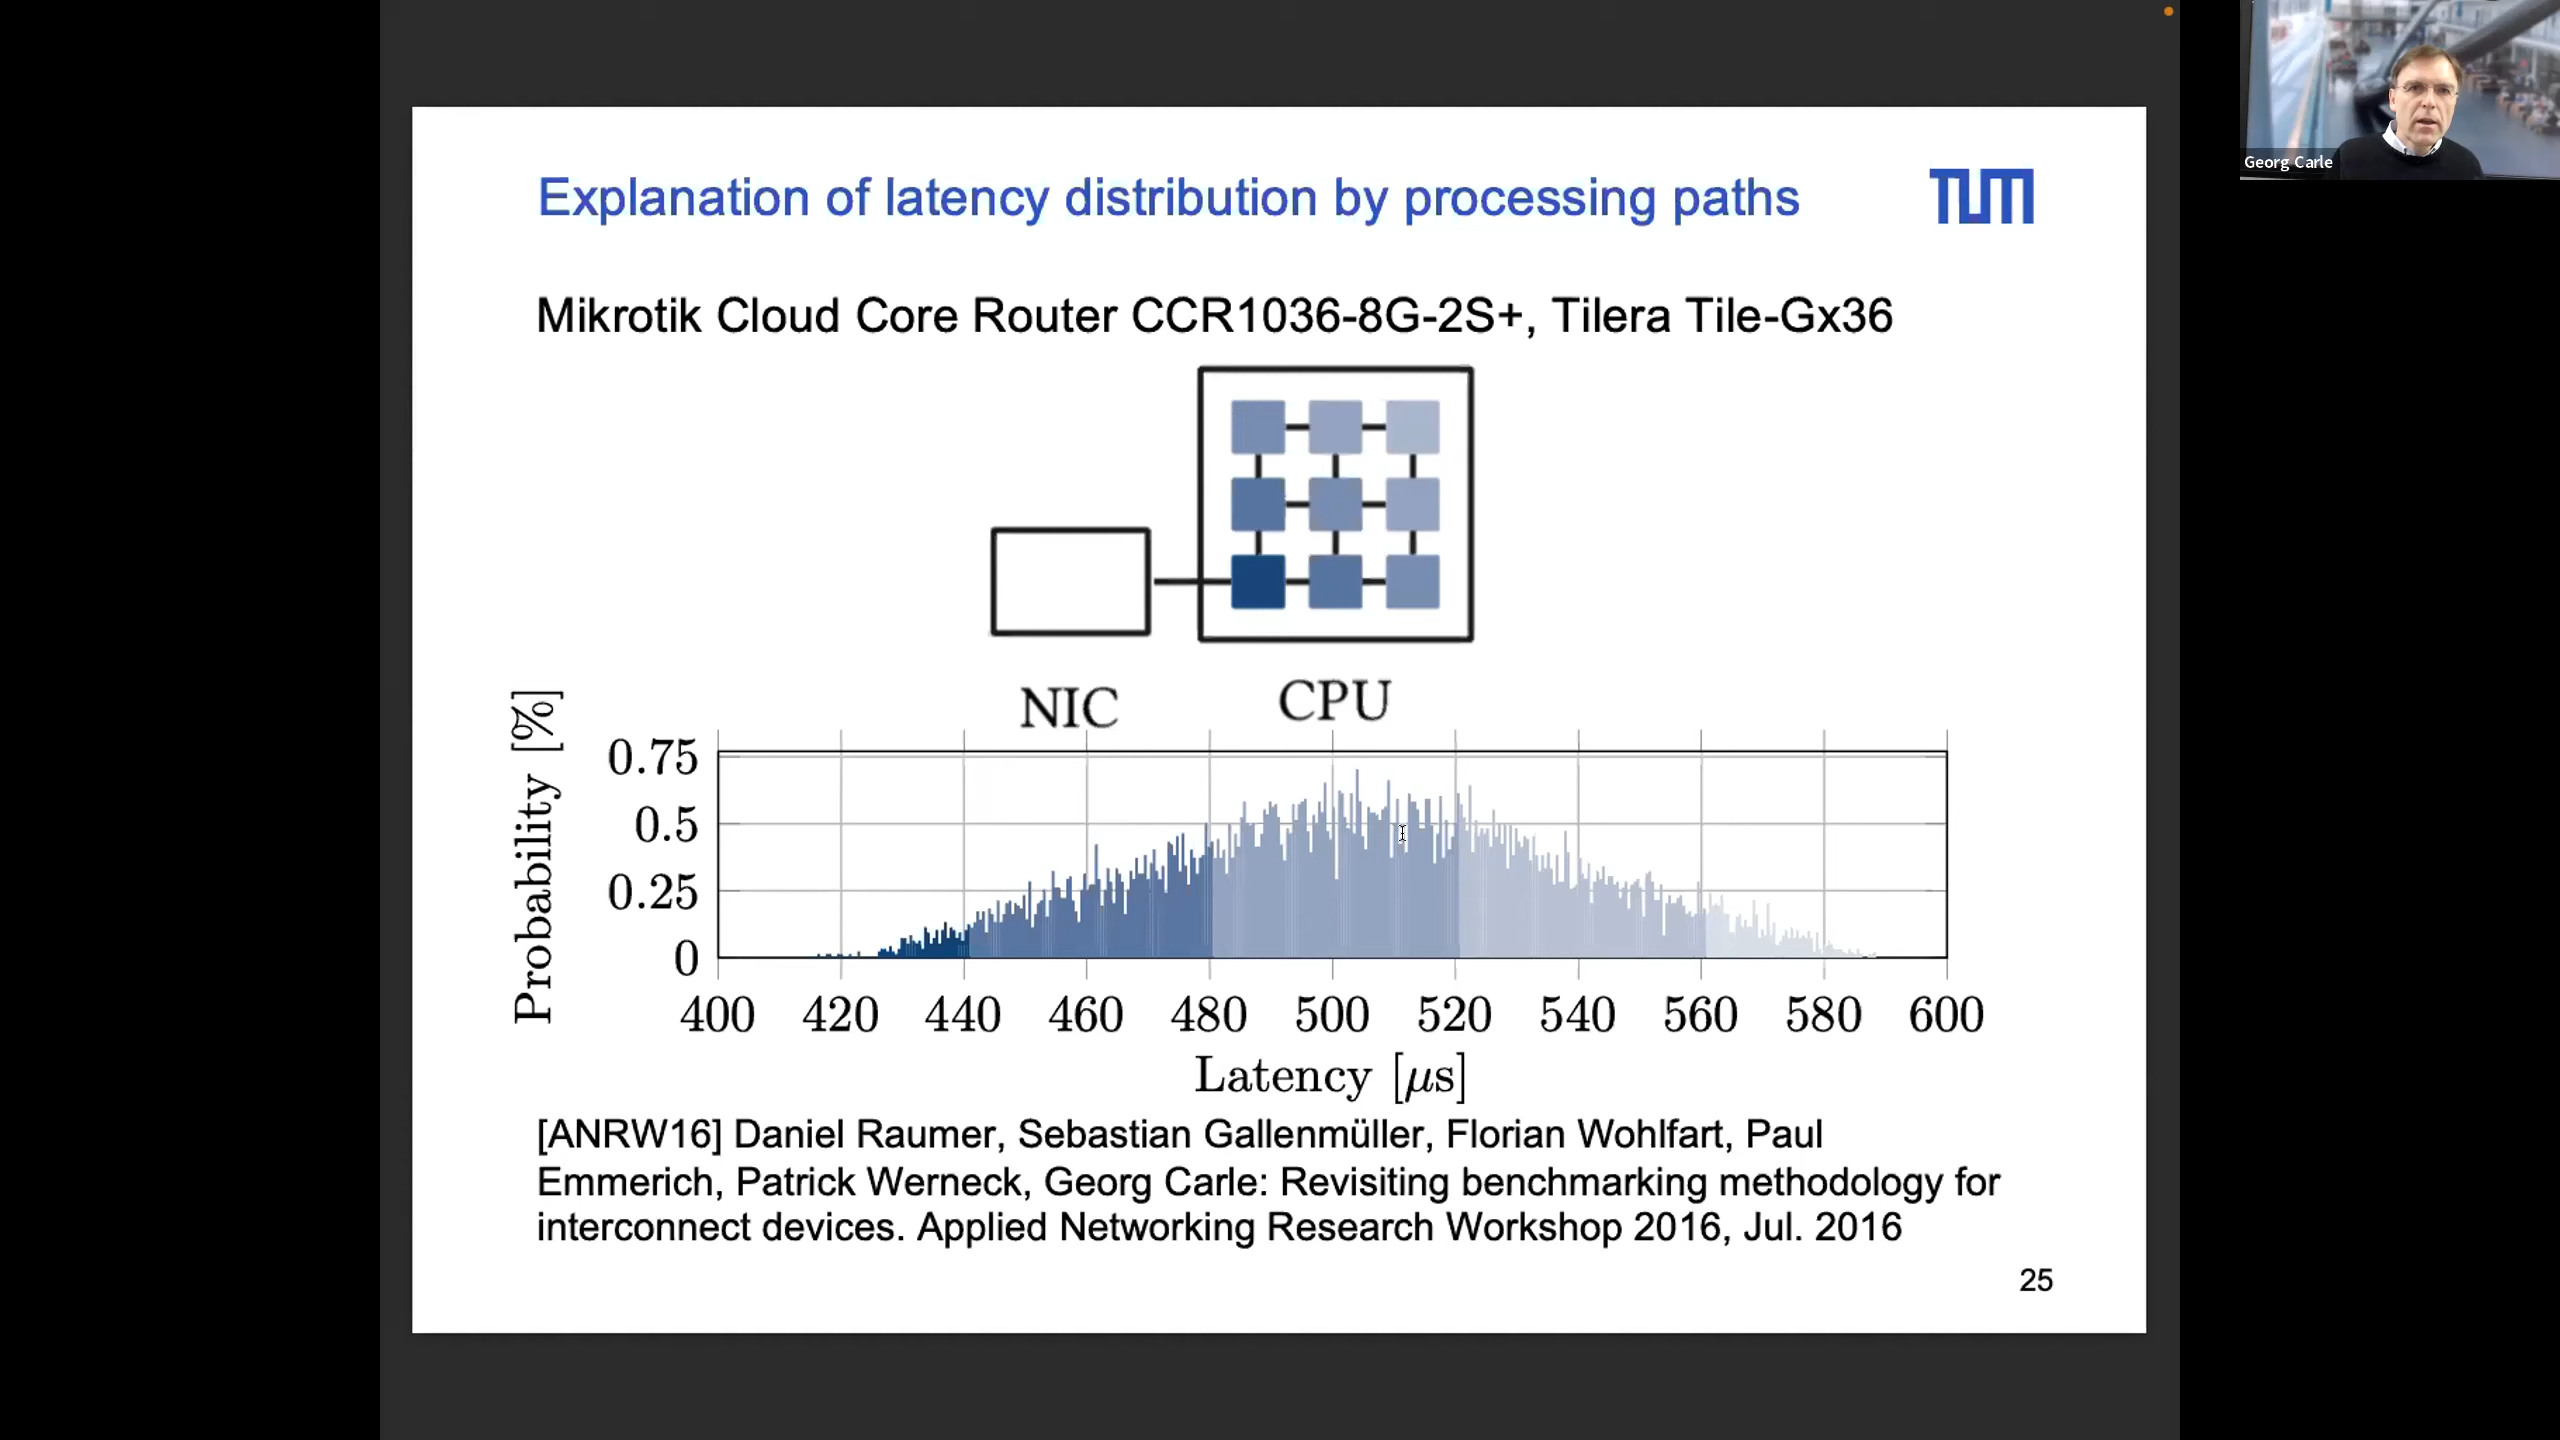 Georg Carle
Explanation of latency distribution by processing paths
TUM
Mikrotik Cloud Core Router CCR1036-8G-2S+, Tilera Tile-Gx36
NIC
CPU
Probability [%]
0.75
0.5
0.25
0
400 420 440 460 480 500 520 540 560 580 600
Latency [μs]
[ANRW16] Daniel Raumer, Sebastian Gallenmüller, Florian Wohlfart, Paul
Emmerich, Patrick Werneck, Georg Carle: Revisiting benchmarking methodology for
interconnect devices. Applied Networking Research Workshop 2016, Jul. 2016
25